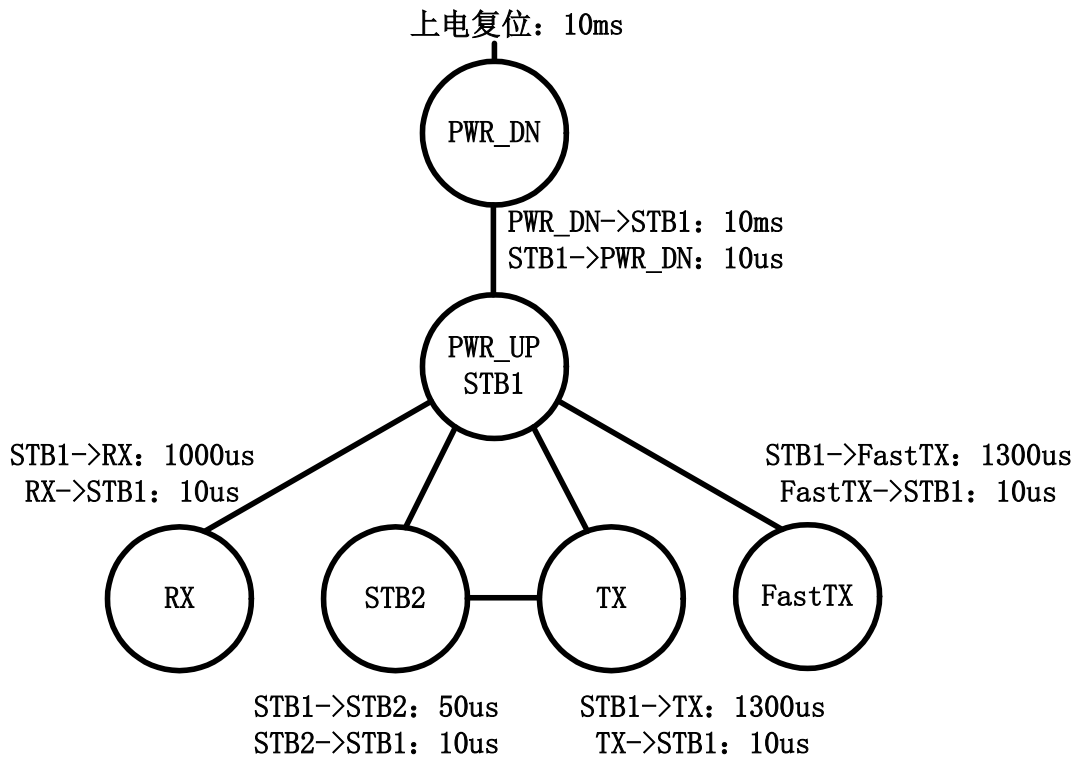 上电复位：10ms
PWR_DN
PWR_DN->STB1：10ms
STB1->PWR_DN：10us
PWR_UP
STB1
STB1->RX：1000us
RX->STB1：10us
STB1->FastTX：1300us
FastTX->STB1：10us
RX
STB2
TX
FastTX
STB1->STB2：50us
STB2->STB1：10us
STB1->TX：1300us
TX->STB1：10us